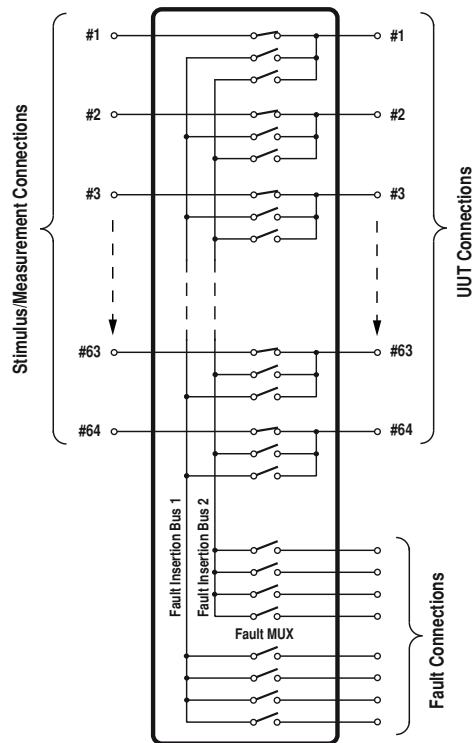 #1
#1
#2
#2
#3
#3
Stimulus/Measurement Connections
UUT Connections
#63
#63
#64
#64
Fault Insertion Bus 1
Fault Insertion Bus 2
Fault MUX
Fault Connections